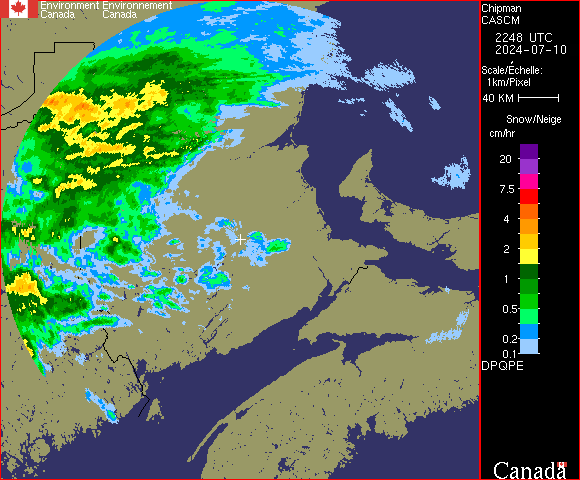 Environment Environnement
Canada Canada
Chipman
CASCM
2248 UTC
2024-07-10
Scale/Échelle:
1km/Pixel
40 KM
Snow/Neige
cm/hr
20
7.5
4
2
1
0.5
0.2
0.1
DPQPE
Canada